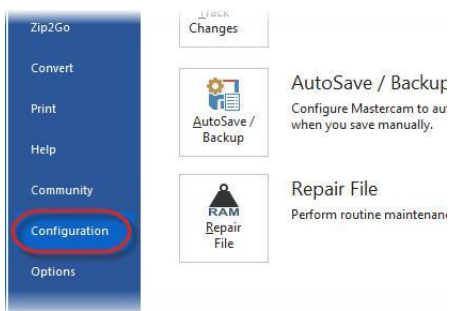 Zip2Go
Convert
Print
Help
Community
Configuration
Options
Track
Changes
AutoSave /
Backup
AutoSave / Backup
Configure Mastercam to au
when you save manually.
RAM
Repair
File
Repair File
Perform routine maintenan